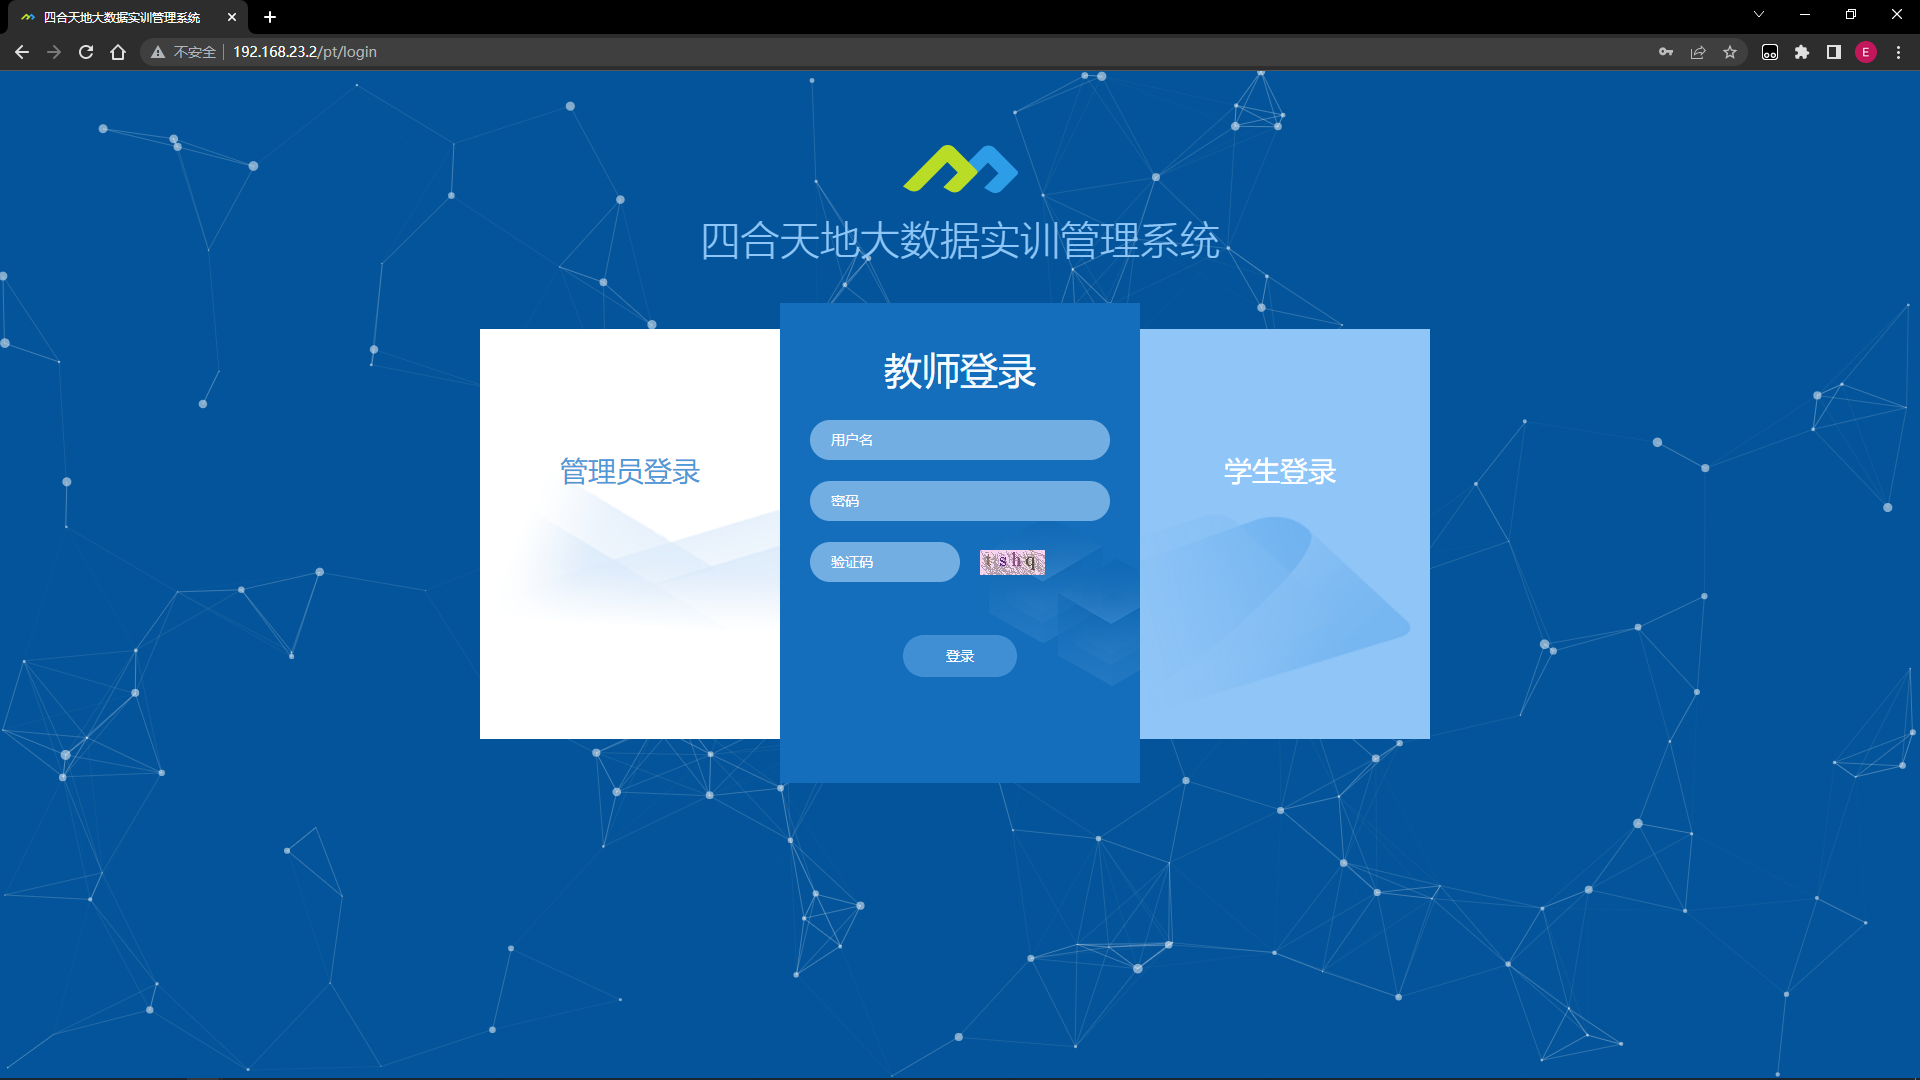 四合天地大数据实训管理系统
不安全
192.168.23.2/pt/login
E
四合天地大数据实训管理系统
教师登录
用户名
密码
验证码
tshq
登录
管理员登录
学生登录